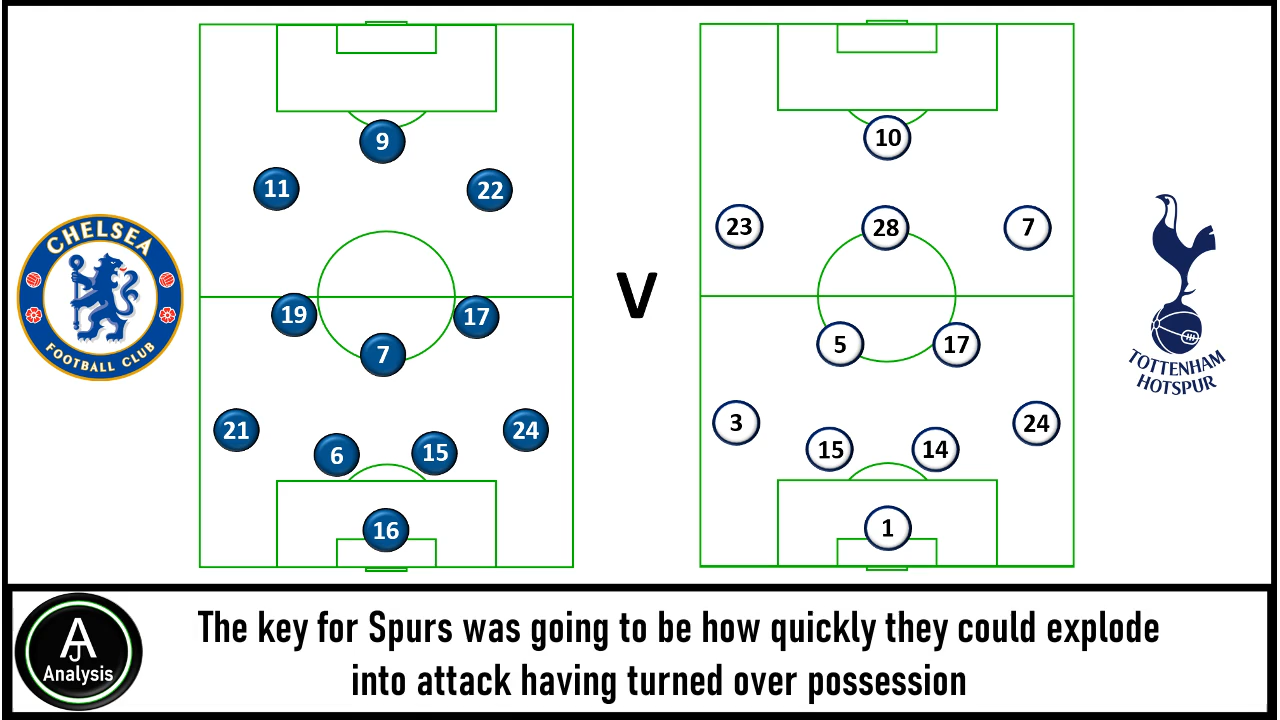 9
11
22
19
17
7
21
24
6
15
16
CHELSEA
FOOTBALL CLUB
V
10
23
28
7
5
17
3
24
15
14
1
TOTTENHAM
HOTSPUR
AJ
Analysis
The key for Spurs was going to be how quickly they could explode
into attack having turned over possession